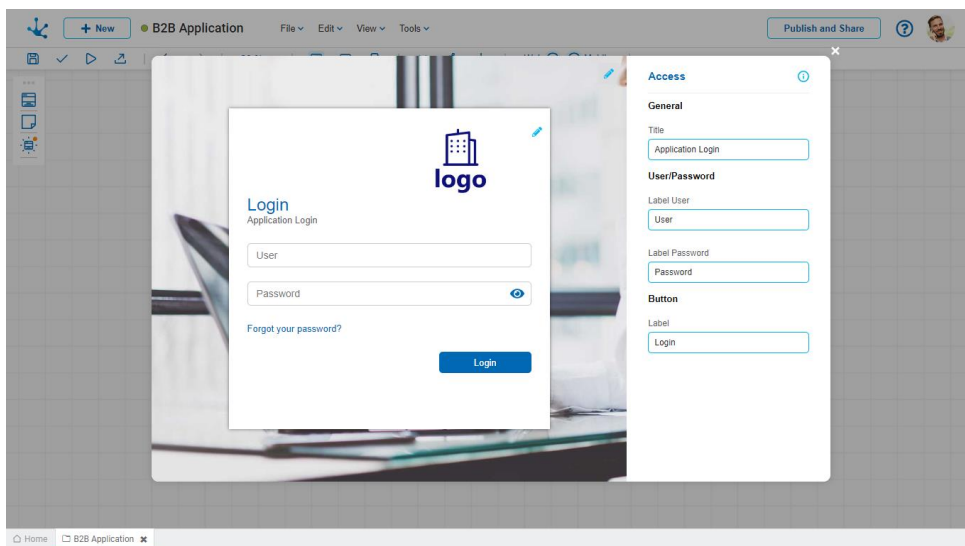 + New
B2B Application
File
Edit
View
Tools
Publish and Share
?
Access
General
Title
Application Login
User/Password
Label User
User
Label Password
Password
Button
Label
Login
logo
Login
Application Login
User
Password
Forgot your password?
Login
Home
B2B Application